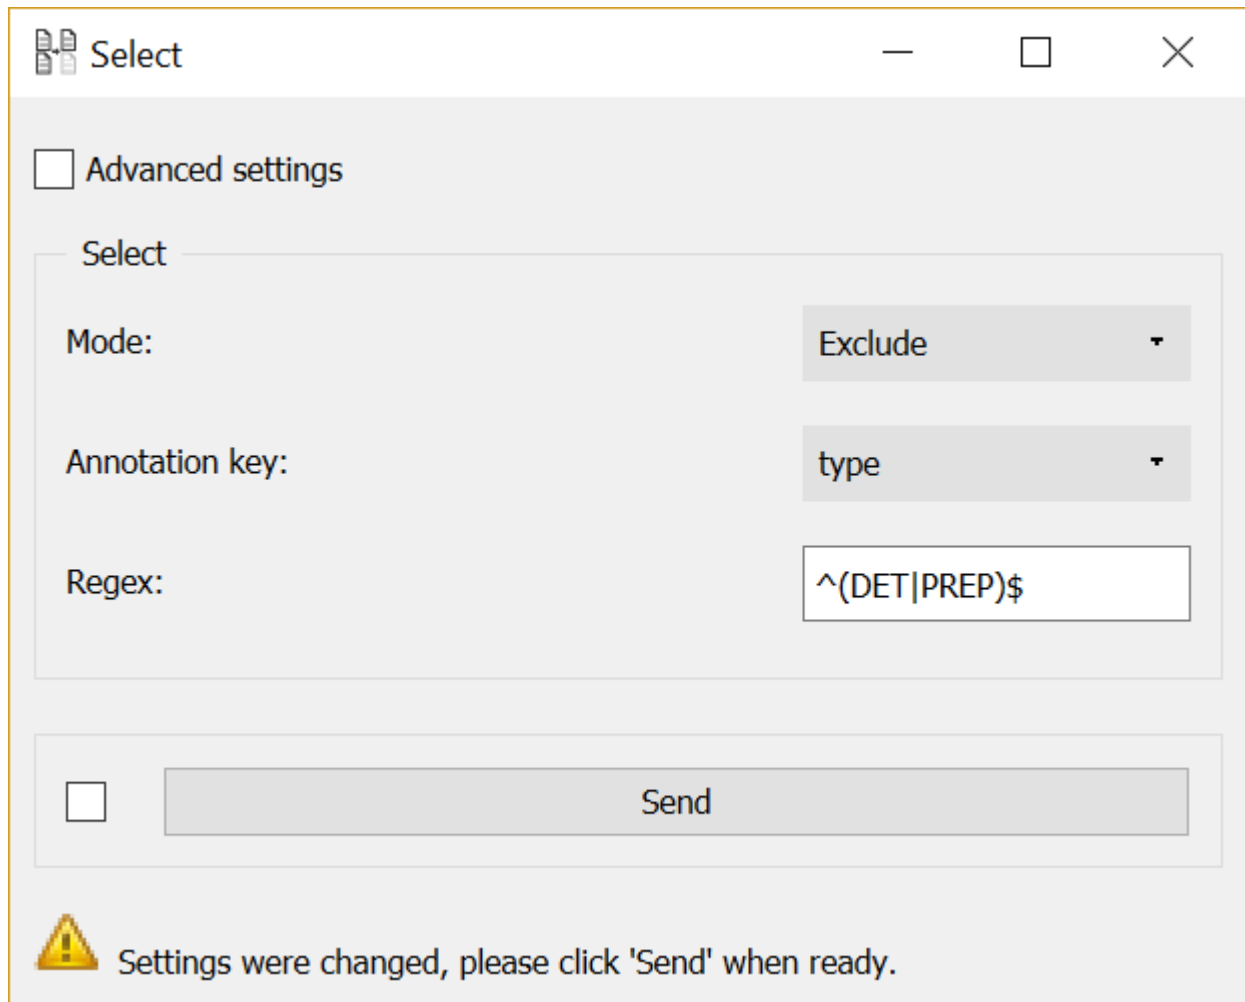 Select
Advanced settings
Select
Mode: Exclude
Annotation key: type
Regex: ^(DET|PREP)$
Send
Settings were changed, please click 'Send' when ready.